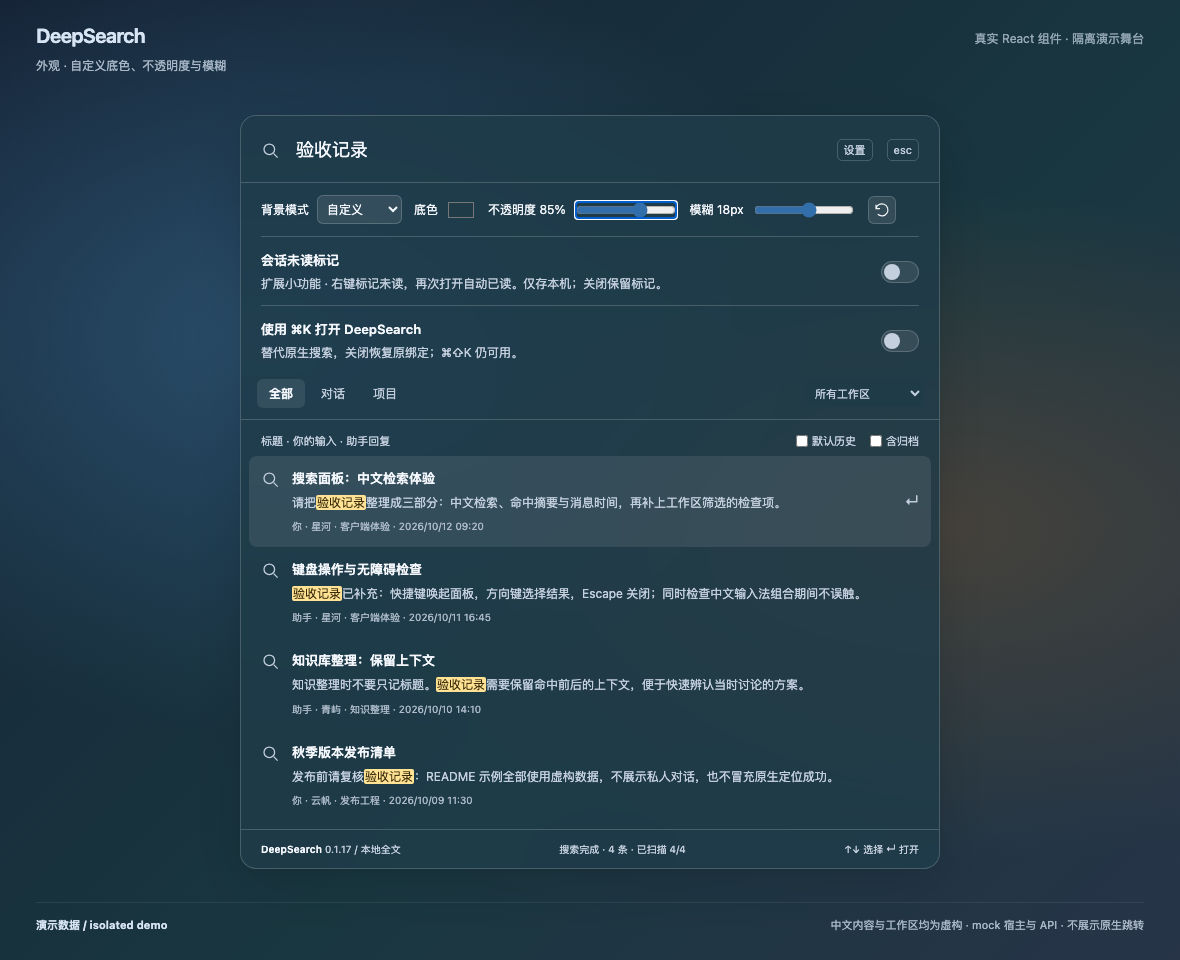 DeepSearch
外观 · 自定义底色、不透明度与模糊
真实 React 组件 · 隔离演示舞台
验收记录
设置
esc
背景模式 自定义 底色 不透明度 85% 模糊 18px
会话未读标记
扩展小功能 · 右键标记未读，再次打开自动已读。仅存本机；关闭保留标记。
使用 ⌘K 打开 DeepSearch
替代原生搜索，关闭恢复原绑定；⌘⇧K 仍可用。
全部 对话 项目 所有工作区
标题 · 你的输入 · 助手回复 默认历史 含归档
搜索面板：中文检索体验
请把验收记录整理成三部分：中文检索、命中摘要与消息时间，再补上工作区筛选的检查项。
你 · 星河 · 客户端体验 · 2026/10/12 09:20
键盘操作与无障碍检查
验收记录已补充：快捷键唤起面板，方向键选择结果，Escape 关闭；同时检查中文输入法组合期间不误触。
助手 · 星河 · 客户端体验 · 2026/10/11 16:45
知识库整理：保留上下文
知识整理时不要只记标题。验收记录需要保留命中前后的上下文，便于快速辨认当时讨论的方案。
助手 · 青屿 · 知识整理 · 2026/10/10 14:10
秋季版本发布清单
发布前请复核验收记录：README 示例全部使用虚构数据，不展示私人对话，也不冒充原生定位成功。
你 · 云帆 · 发布工程 · 2026/10/09 11:30
DeepSearch 0.1.17 / 本地全文 搜索完成 · 4 条 · 已扫描 4/4 ↑↓ 选择 ↵ 打开
演示数据 / isolated demo
中文内容与工作区均为虚构 · mock 宿主与 API · 不展示原生跳转